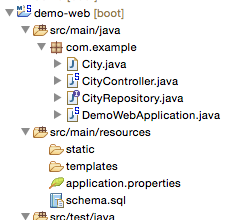 demo-web [boot]
src/main/java
com.example
City.java
CityController.java
CityRepository.java
DemoWebApplication.java
src/main/resources
static
templates
application.properties
schema.sql
src/test/java